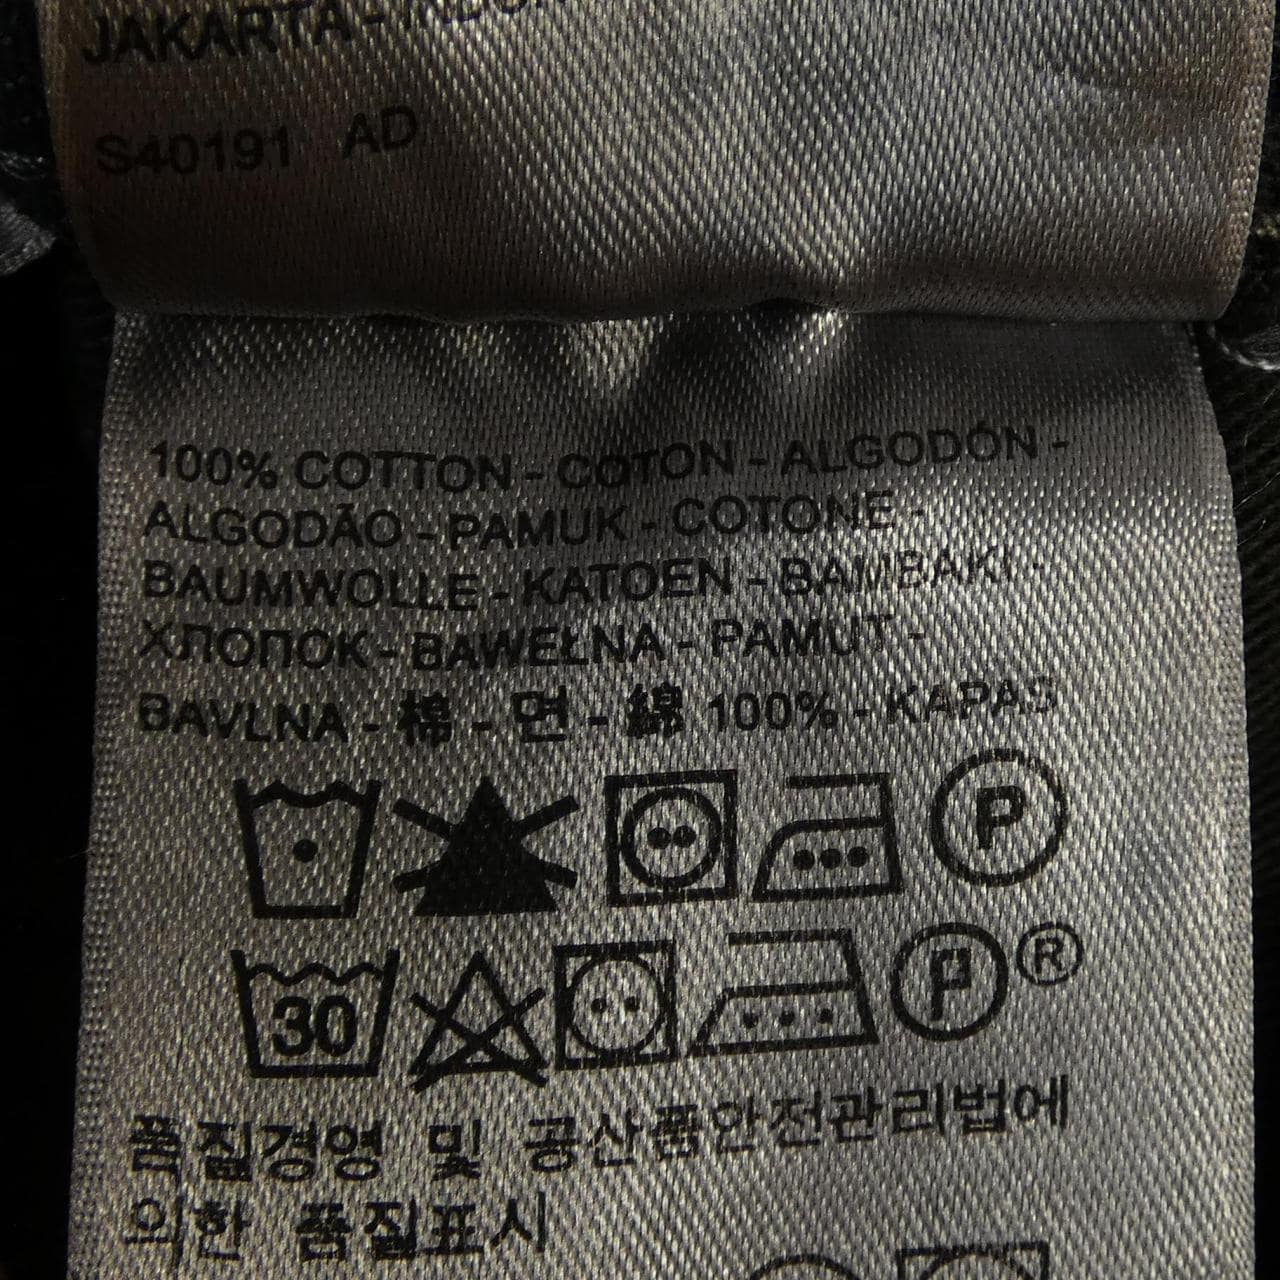 JAKARTA -
S40191 AD
100% COTTON - COTON - ALGODÓN -
ALGODÃO - PAMUK - COTONE -
BAUMWOLLE - KATOEN - BAMBAKI -
ХЛОПОК - BAWEŁNA - PAMUT -
BAVLNA - 棉 - 면 - 綿 100% - KAPAS
P
30 P ®
품질경영 및 공산품안전관리법에
의한 품질표시